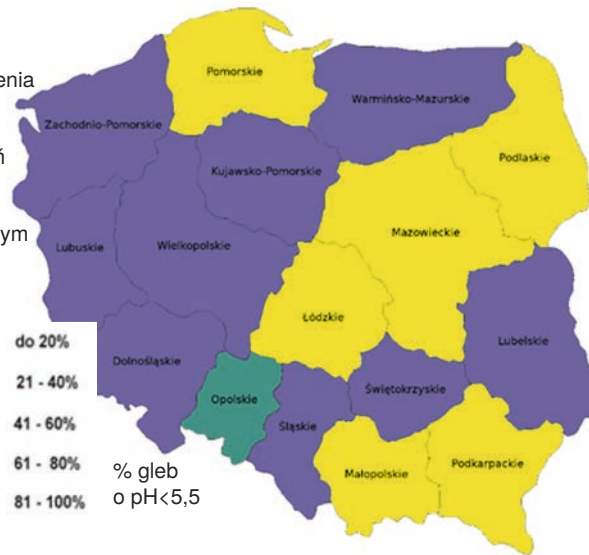 enia
ń
ym
Pomorskie
Warmińsko-Mazurskie
Zachodnio-Pomorskie
Podlaskie
Kujawsko-Pomorskie
Mazowieckie
Lubuskie
Wielkopolskie
Łódzkie
Lubelskie
Dolnośląskie
Opolskie
Śląskie
Świętokrzyskie
Małopolskie
Podkarpackie
do 20%
21 - 40%
41 - 60%
61 - 80%
81 - 100%
% gleb
o pH<5,5